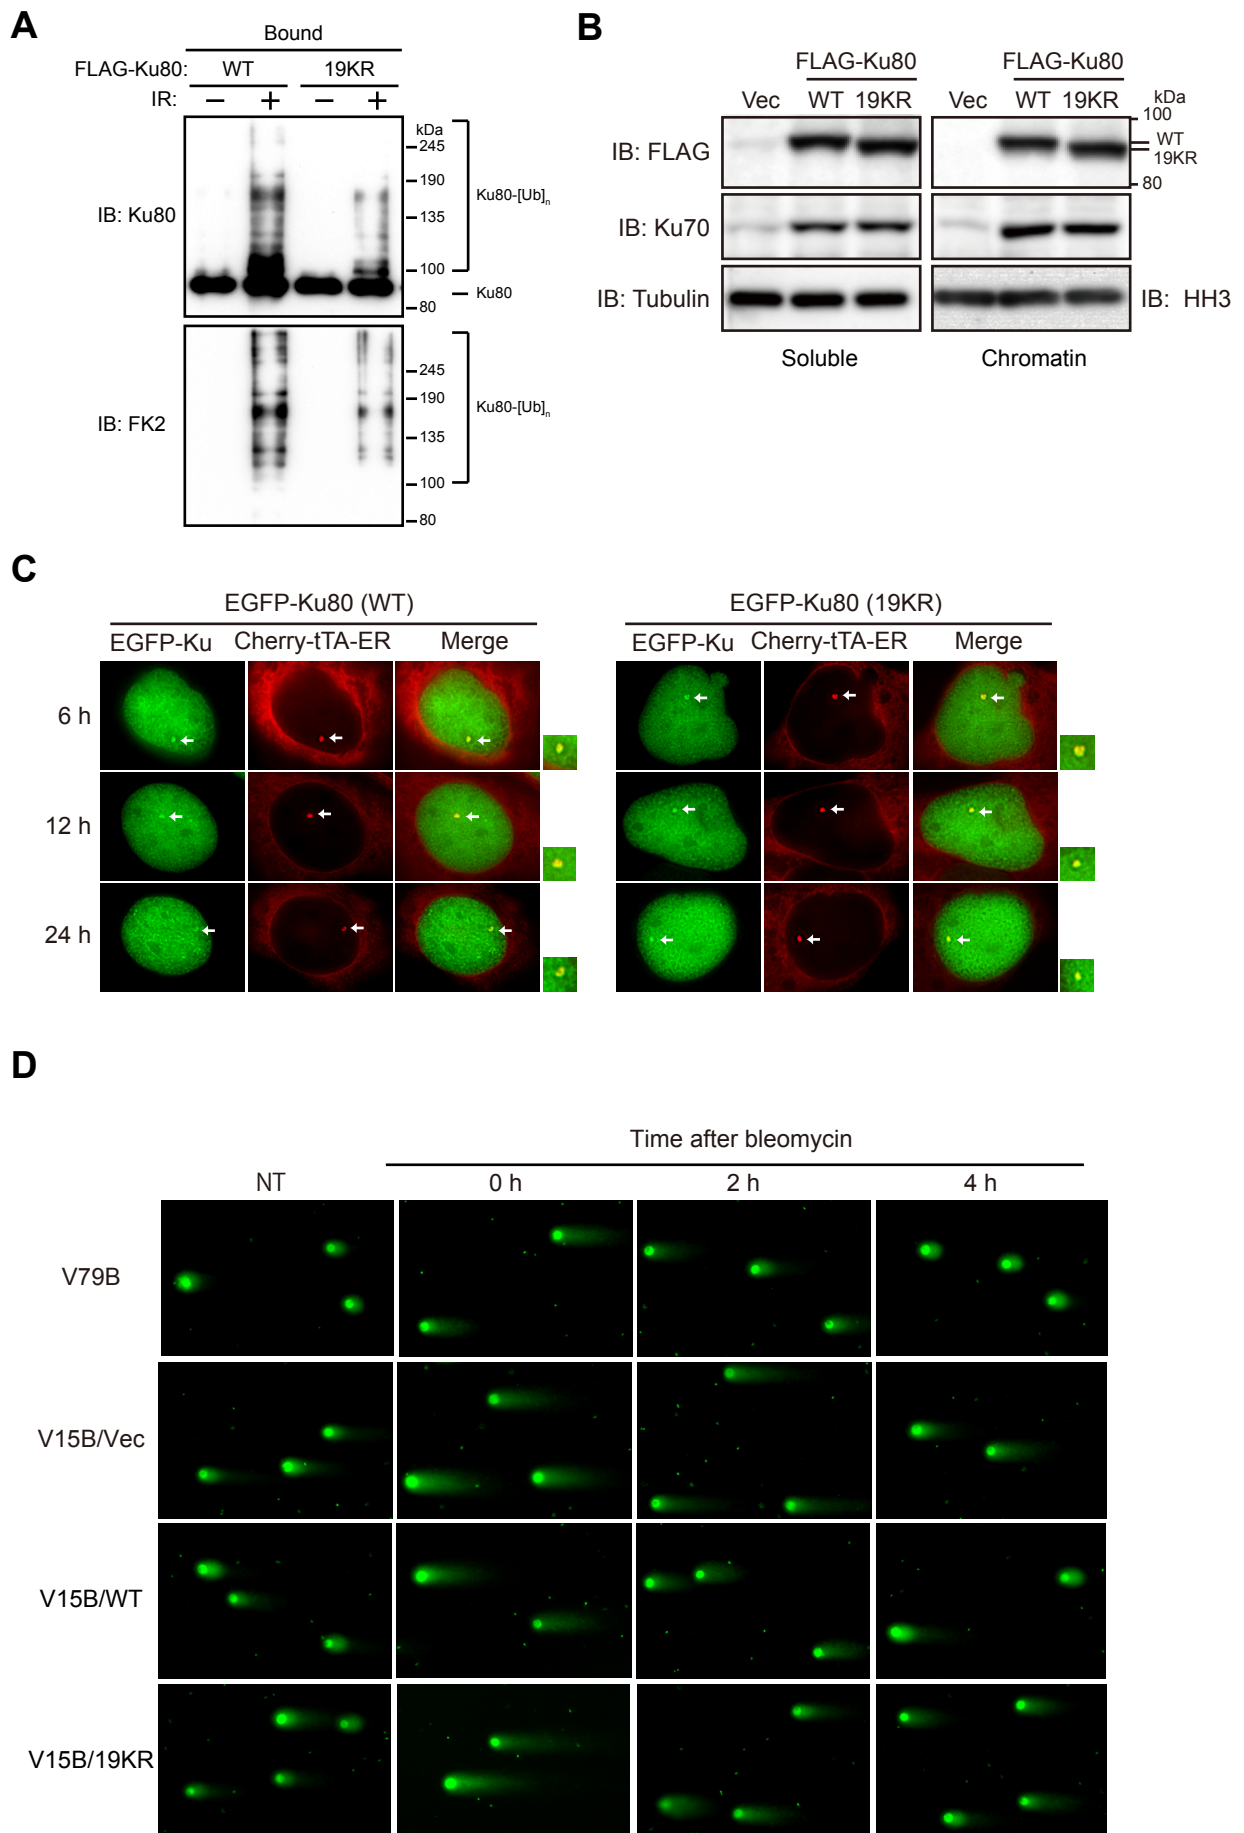 A
Bound
FLAG-Ku80: WT 19KR
IR: − + − +
kDa
245
190
135
100
80
IB: Ku80
Ku80-[Ub]n
Ku80
245
190
135
100
80
IB: FK2
Ku80-[Ub]n
B
FLAG-Ku80 FLAG-Ku80
Vec WT 19KR Vec WT 19KR kDa
100
WT
19KR
80
IB: FLAG
IB: Ku70
IB: Tubulin IB: HH3
Soluble Chromatin
C
EGFP-Ku80 (WT) EGFP-Ku80 (19KR)
EGFP-Ku Cherry-tTA-ER Merge EGFP-Ku Cherry-tTA-ER Merge
6 h
12 h
24 h
D
Time after bleomycin
NT 0 h 2 h 4 h
V79B
V15B/Vec
V15B/WT
V15B/19KR